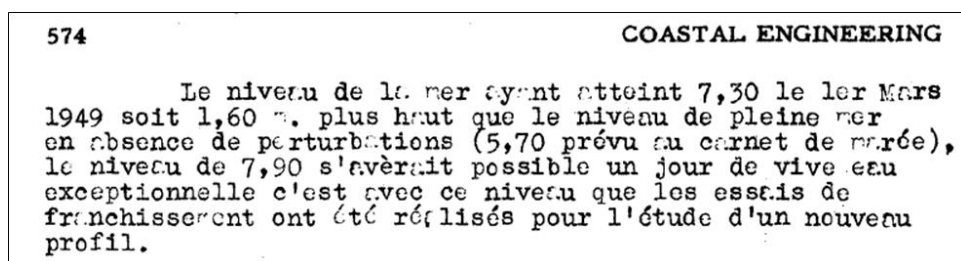 574 COASTAL ENGINEERING
Le niveau de la mer ayant atteint 7,30 le 1er Mars
1949 soit 1,60 m. plus haut que le niveau de pleine mer
en absence de perturbations (5,70 prévu au carnet de marée),
le niveau de 7,90 s'avèrait possible un jour de vive eau
exceptionnelle c'est avec ce niveau que les essais de
franchissement ont été réalisés pour l'étude d'un nouveau
profil.